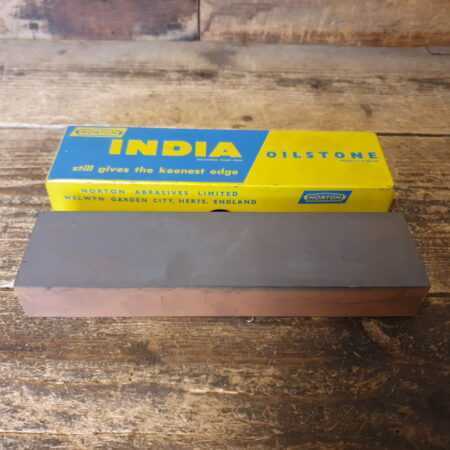 NORTON
INDIA
OILSTONE
still gives the keenest edge
NORTON ABRASIVES LIMITED
WELWYN GARDEN CITY, HERTS, ENGLAND
NORTON